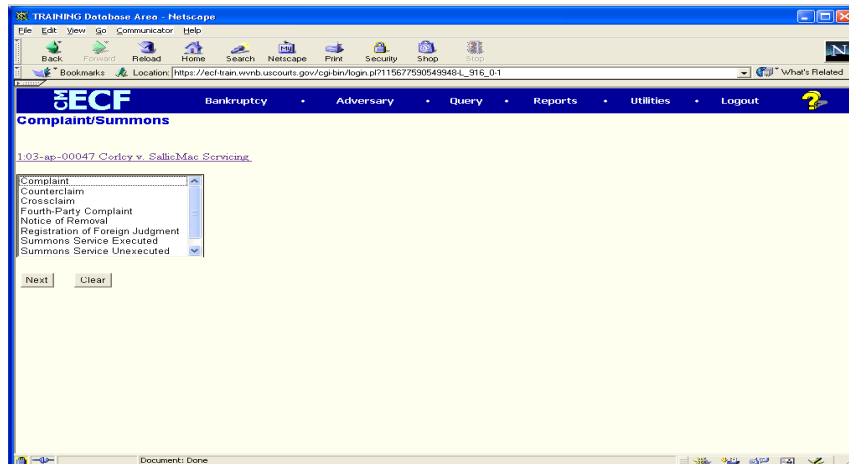 TRAINING Database Area - Netscape
File Edit View Go Communicator Help
Back Forward Reload Home Search Netscape Print Security Shop Stop
My
N
Bookmarks Location: https://ecf-train.wvnb.uscourts.gov/cgi-bin/login.pl?115677590549948-L_916_0-1 What's Related
CM ECF Bankruptcy • Adversary • Query • Reports • Utilities • Logout ?
Complaint/Summons
1:03-ap-00047 Corley v. SallieMae Servicing
Complaint
Counterclaim
Crossclaim
Fourth-Party Complaint
Notice of Removal
Registration of Foreign Judgment
Summons Service Executed
Summons Service Unexecuted
Next Clear
Document: Done